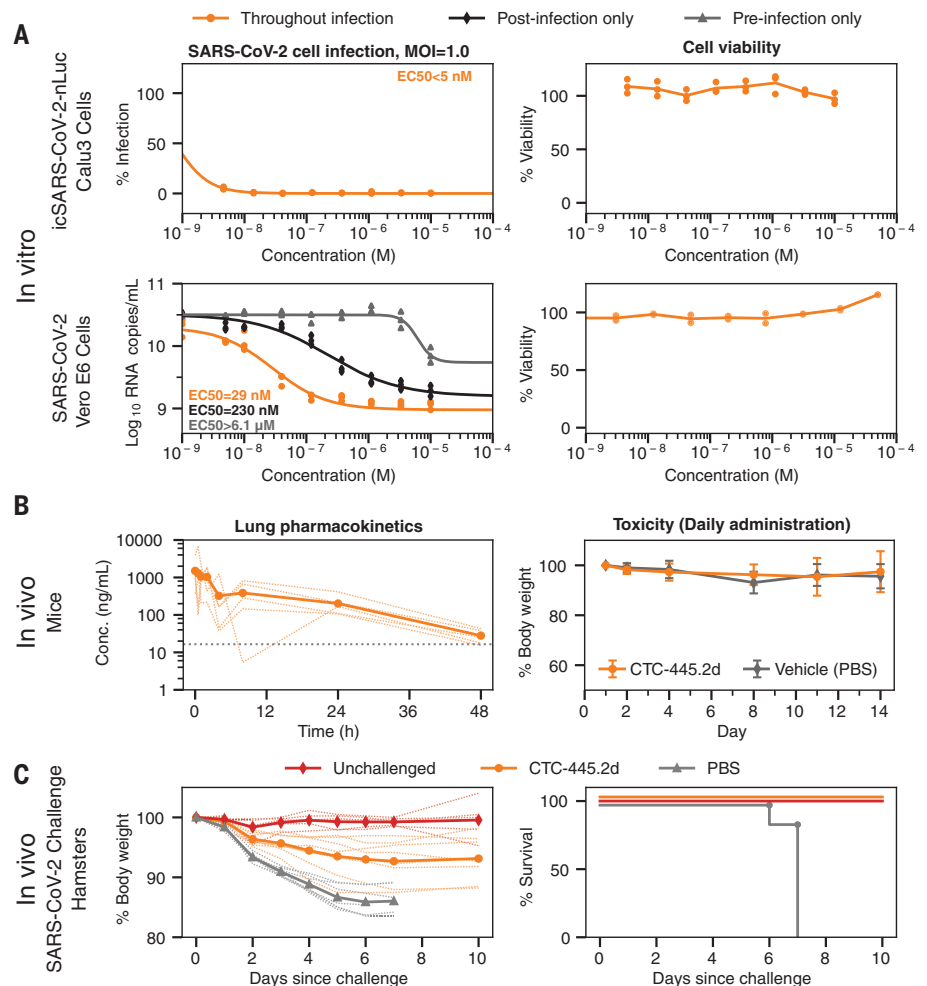 Throughout infection Post-infection only Pre-infection only
A
SARS-CoV-2 cell infection, MOI=1.0
Cell viability
In vitro
icSARS-CoV-2-nLuc
Calu3 Cells
% Infection
100
50
0
EC50<5 nM
10⁻⁹ 10⁻⁸ 10⁻⁷ 10⁻⁶ 10⁻⁵ 10⁻⁴
Concentration (M)
% Viability
100
50
0
10⁻⁹ 10⁻⁸ 10⁻⁷ 10⁻⁶ 10⁻⁵ 10⁻⁴
Concentration (M)
SARS-CoV-2
Vero E6 Cells
Log₁₀ RNA copies/mL
11
10
9
EC50=29 nM
EC50=230 nM
EC50>6.1 µM
10⁻⁹ 10⁻⁸ 10⁻⁷ 10⁻⁶ 10⁻⁵ 10⁻⁴
Concentration (M)
% Viability
100
50
0
10⁻⁹ 10⁻⁸ 10⁻⁷ 10⁻⁶ 10⁻⁵ 10⁻⁴
Concentration (M)
B
In vivo
Mice
Lung pharmacokinetics
Conc. (ng/mL)
10000
1000
100
10
1
0 12 24 36 48
Time (h)
Toxicity (Daily administration)
% Body weight
100
80
60
CTC-445.2d Vehicle (PBS)
0 2 4 6 8 10 12 14
Day
C
Unchallenged CTC-445.2d PBS
In vivo
SARS-CoV-2 Challenge
Hamsters
% Body weight
100
90
80
0 2 4 6 8 10
Days since challenge
% Survival
100
50
0
0 2 4 6 8 10
Days since challenge